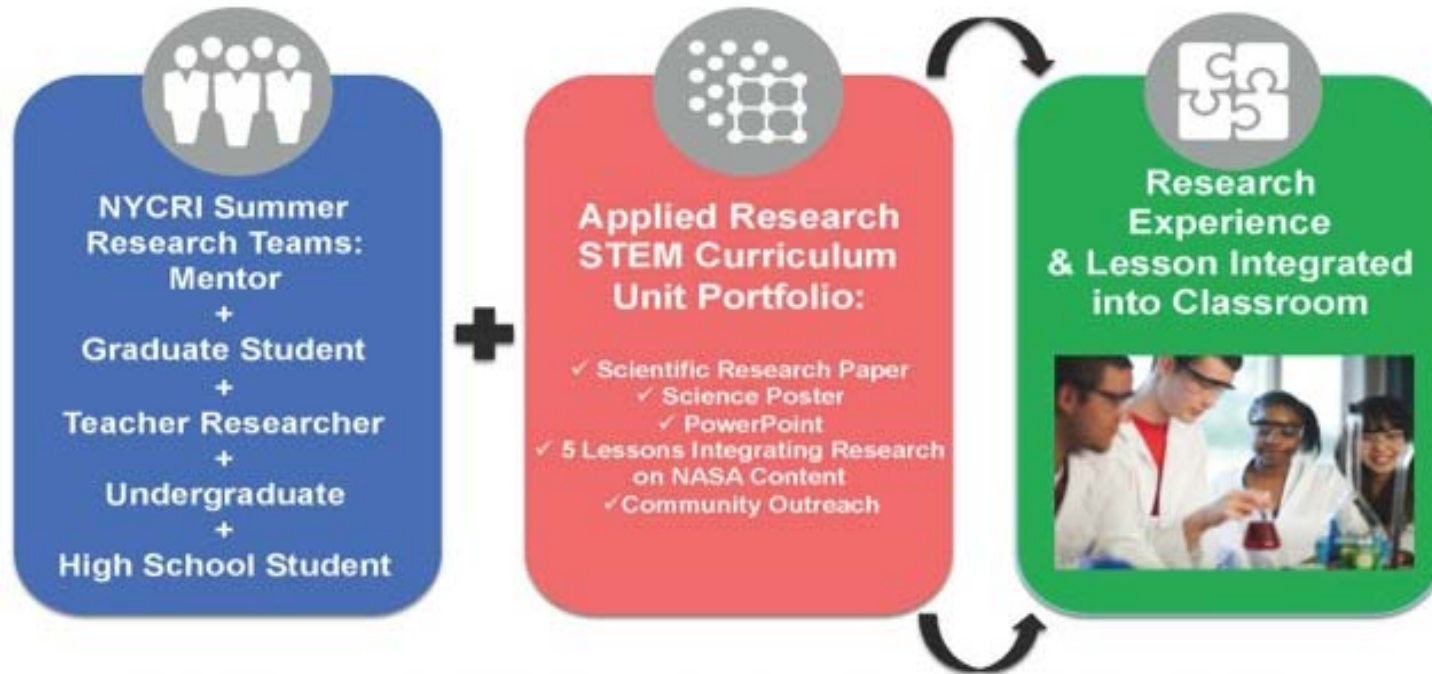 NYCRI Summer
Research Teams:
Mentor
+
Graduate Student
+
Teacher Researcher
+
Undergraduate
+
High School Student
+
Applied Research
STEM Curriculum
Unit Portfolio:
✓ Scientific Research Paper
✓ Science Poster
✓ PowerPoint
✓ 5 Lessons Integrating Research
on NASA Content
✓Community Outreach
Research
Experience
& Lesson Integrated
into Classroom